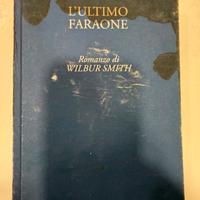 L'ULTIMO
FARAONE
Romanzo di
WILBUR SMITH